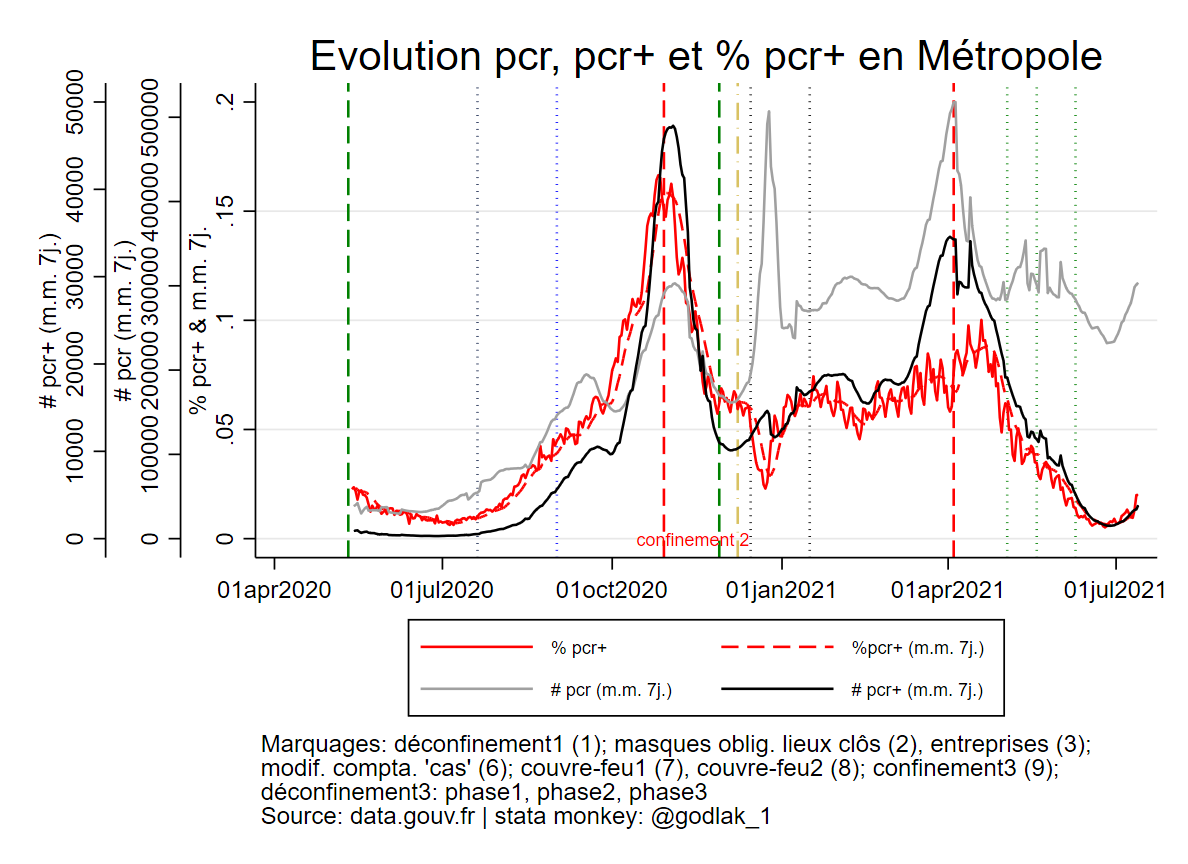 Evolution pcr, pcr+ et % pcr+ en Métropole
# pcr+ (m.m. 7j.)
0 10000 20000 30000 40000 50000
# pcr (m.m. 7j.)
0 100000 200000 300000 400000 500000
% pcr+ & m.m. 7j.
0 .05 .1 .15 .2
confinement 2
01apr2020 01jul2020 01oct2020 01jan2021 01apr2021 01jul2021
% pcr+ %pcr+ (m.m. 7j.)
# pcr (m.m. 7j.) # pcr+ (m.m. 7j.)
Marquages: déconfinement1 (1); masques oblig. lieux clôs (2), entreprises (3);
modif. compta. 'cas' (6); couvre-feu1 (7), couvre-feu2 (8); confinement3 (9);
déconfinement3: phase1, phase2, phase3
Source: data.gouv.fr | stata monkey: @godlak_1